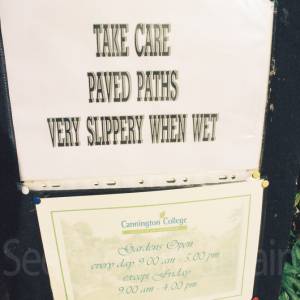 TAKE CARE
PAVED PATHS
VERY SLIPPERY WHEN WET
Cannington College
Gardens Open
every day 9.00 am - 5.00 pm
except Friday
9.00 am - 4.00 pm